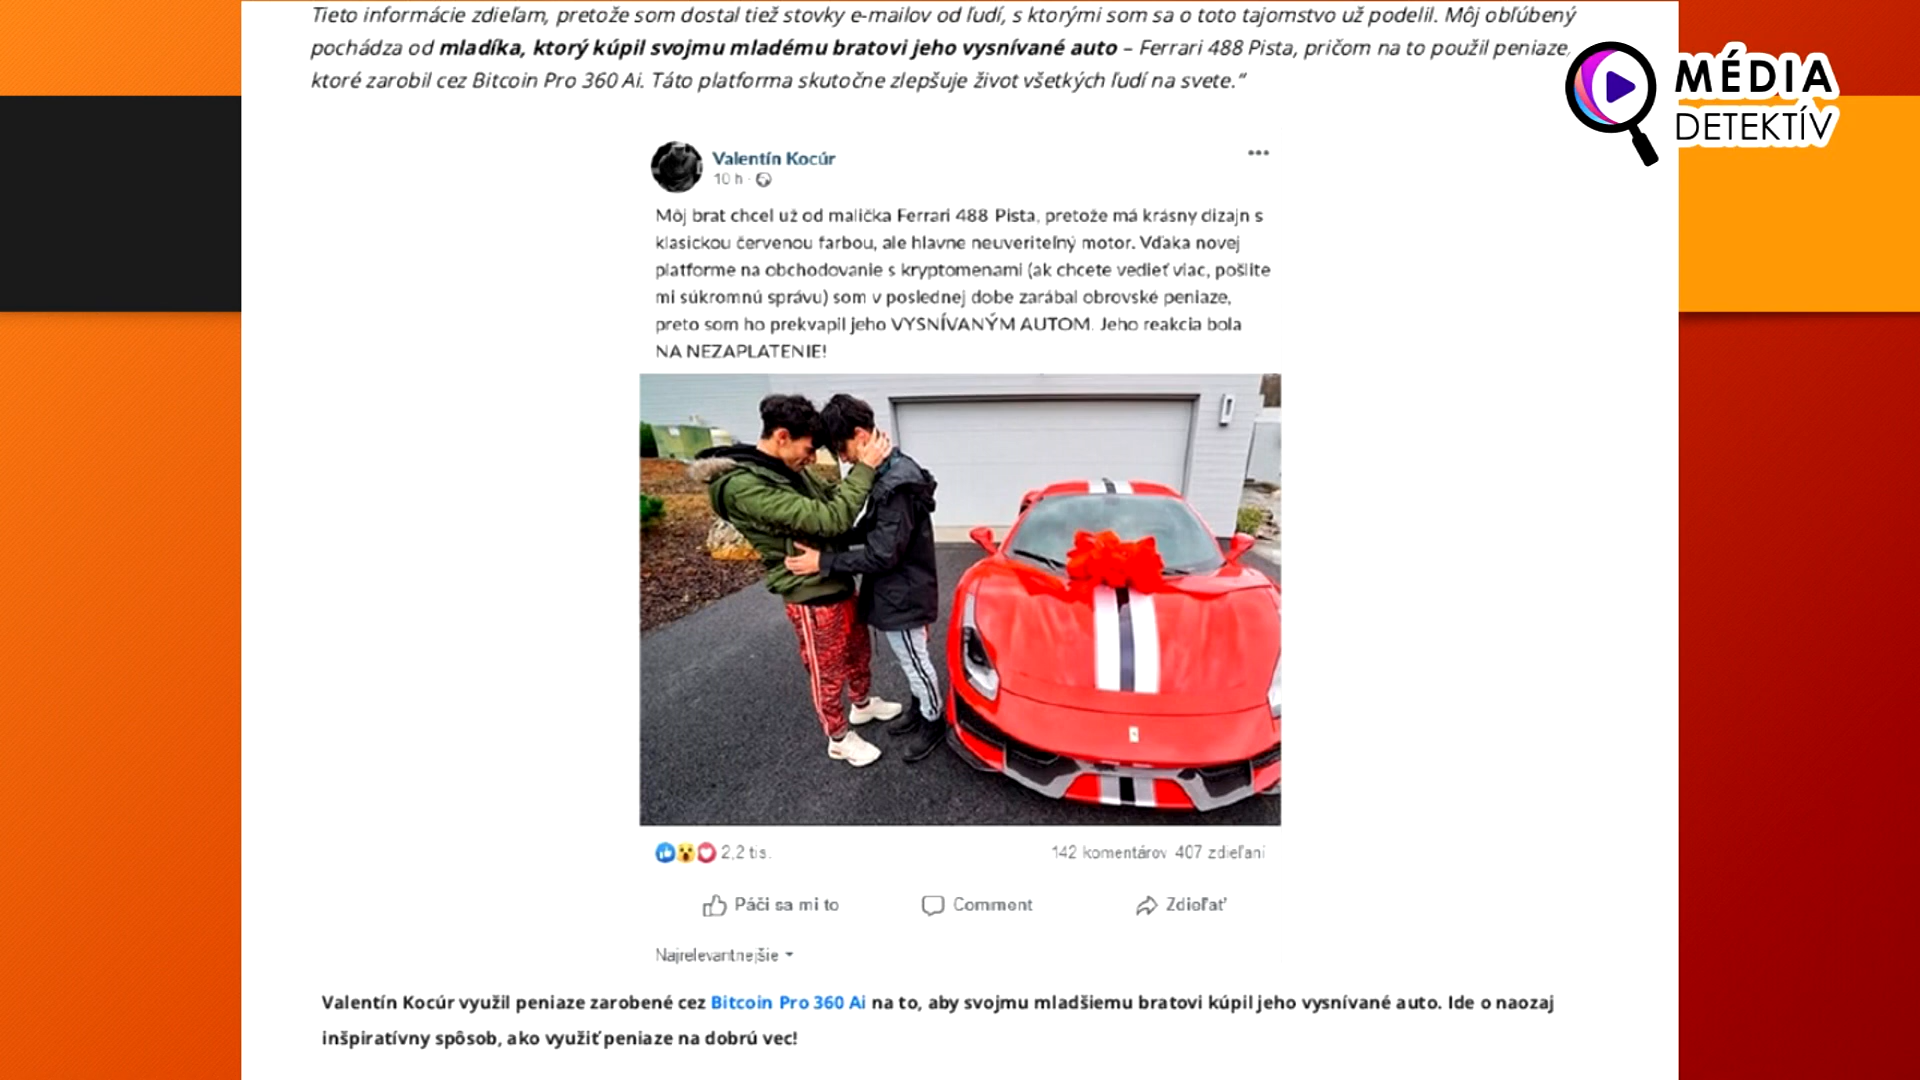 Tieto informácie zdieľam, pretože som dostal tiež stovky e-mailov od ľudí, s ktorými som sa o toto tajomstvo už podelil. Môj obľúbený
pochádza od mladíka, ktorý kúpil svojmu mladému bratovi jeho vysnívané auto – Ferrari 488 Pista, pričom na to použil peniaze,
ktoré zarobil cez Bitcoin Pro 360 Ai. Táto platforma skutočne zlepšuje život všetkých ľudí na svete.“
MÉDIA
DETEKTÍV
Valentín Kocúr
10 h
Môj brat chcel už od malička Ferrari 488 Pista, pretože má krásny dizajn s
klasickou červenou farbou, ale hlavne neuveriteľný motor. Vďaka novej
platforme na obchodovanie s kryptomenami (ak chcete vedieť viac, pošlite
mi súkromnú správu) som v poslednej dobe zarábal obrovské peniaze,
preto som ho prekvapil jeho VYSNÍVANÝM AUTOM. Jeho reakcia bola
NA NEZAPLATENIE!
2,2 tis.
142 komentárov 407 zdieľaní
Páči sa mi to
Comment
Zdieľať
Najrelevantnejšie
Valentín Kocúr využil peniaze zarobené cez Bitcoin Pro 360 Ai na to, aby svojmu mladšiemu bratovi kúpil jeho vysnívané auto. Ide o naozaj
inšpiratívny spôsob, ako využiť peniaze na dobrú vec!